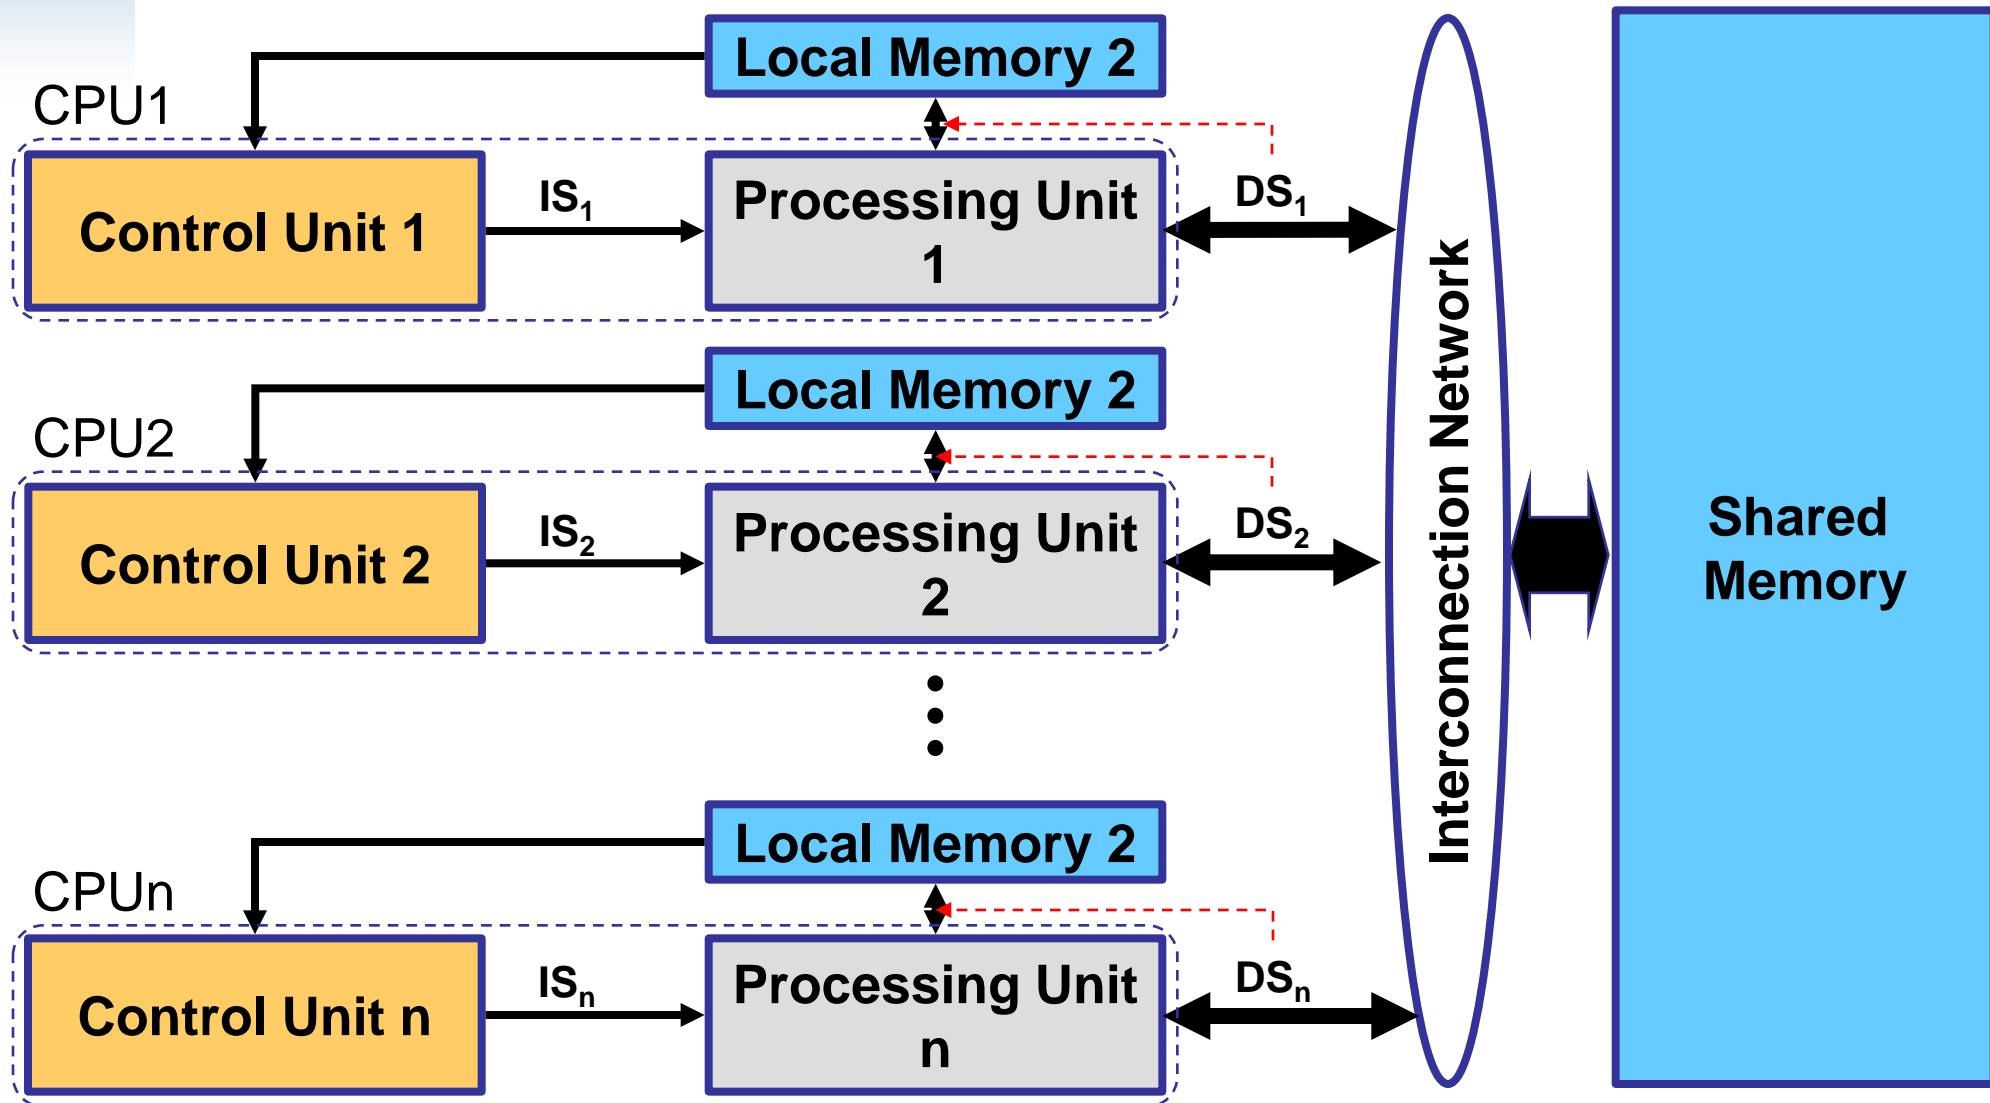 Local Memory 2
CPU1
Control Unit 1
IS1
Processing Unit
1
DS1
Local Memory 2
CPU2
Control Unit 2
IS2
Processing Unit
2
DS2
Interconnection Network
Shared
Memory
Local Memory 2
CPUn
Control Unit n
ISn
Processing Unit
n
DSn